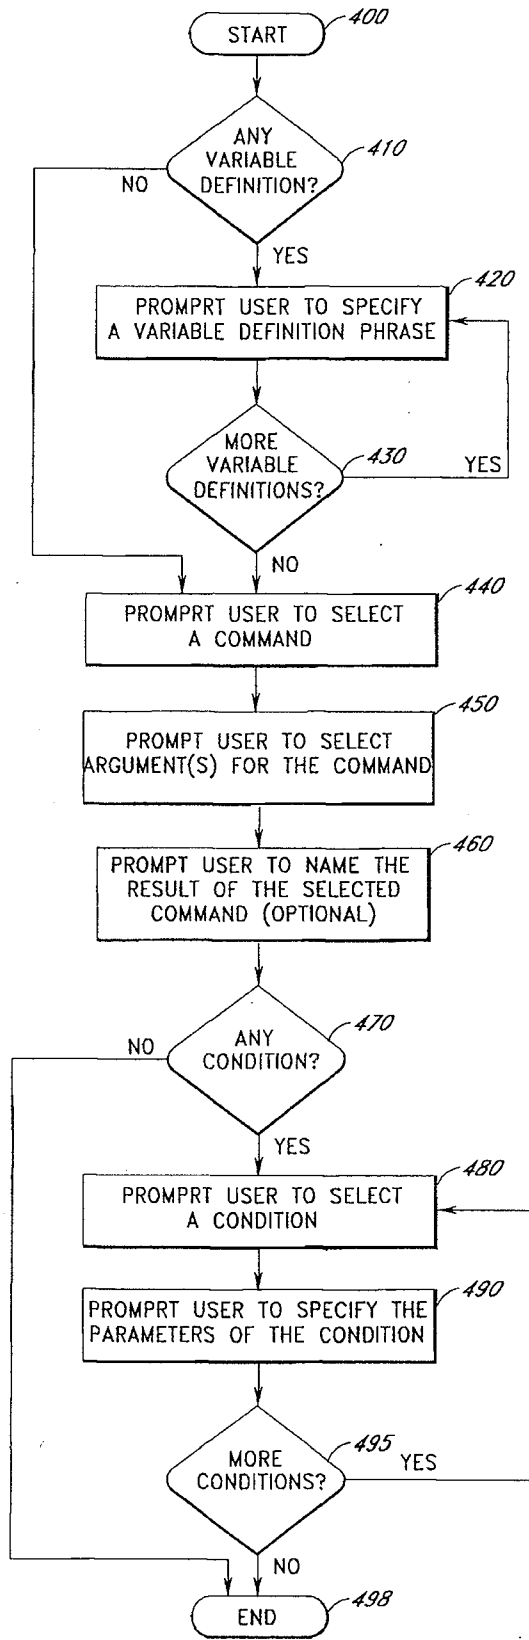 START
400
ANY
VARIABLE
DEFINITION?
410
NO
YES
420
PROMPRT USER TO SPECIFY
A VARIABLE DEFINITION PHRASE
MORE
VARIABLE
DEFINITIONS?
430
YES
NO
440
PROMPRT USER TO SELECT
A COMMAND
450
PROMPT USER TO SELECT
ARGUMENT(S) FOR THE COMMAND
460
PROMPT USER TO NAME THE
RESULT OF THE SELECTED
COMMAND (OPTIONAL)
470
ANY
CONDITION?
NO
YES
480
PROMPRT USER TO SELECT
A CONDITION
490
PROMPRT USER TO SPECIFY THE
PARAMETERS OF THE CONDITION
495
MORE
CONDITIONS?
YES
NO
END
498